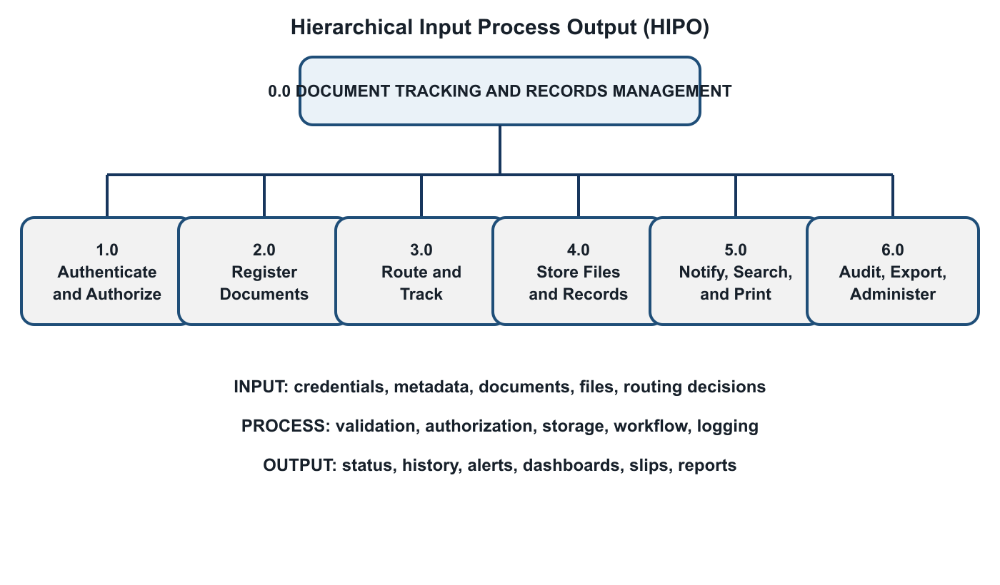 Hierarchical Input Process Output (HIPO)
0.0 DOCUMENT TRACKING AND RECORDS MANAGEMENT
1.0
Authenticate
and Authorize
2.0
Register
Documents
3.0
Route and
Track
4.0
Store Files
and Records
5.0
Notify, Search,
and Print
6.0
Audit, Export,
Administer
INPUT: credentials, metadata, documents, files, routing decisions
PROCESS: validation, authorization, storage, workflow, logging
OUTPUT: status, history, alerts, dashboards, slips, reports